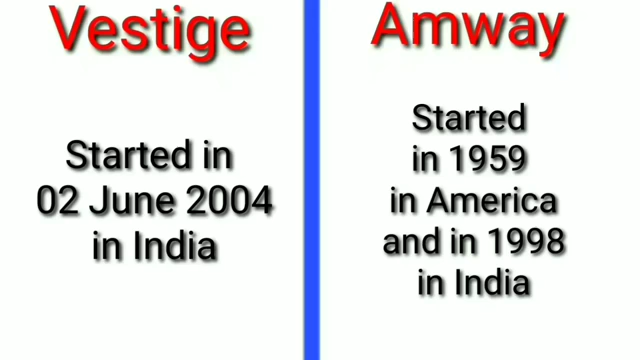 Vestige
Started in
02 June 2004
in India
Amway
Started
in 1959
in America
and in 1998
in India